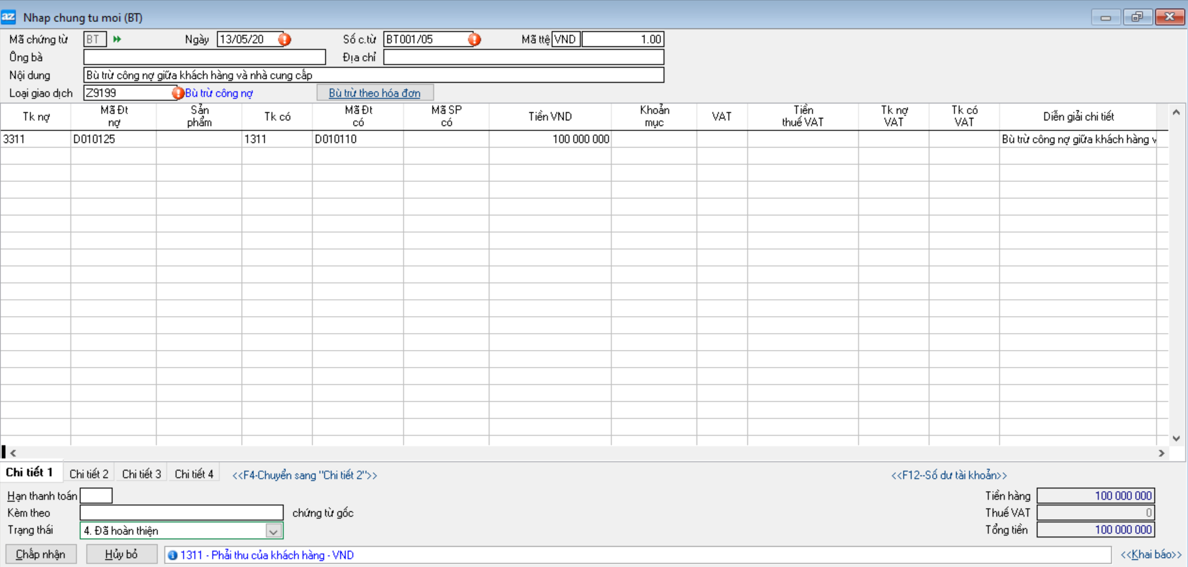 az Nhap chung tu moi (BT)
Mã chứng từ BT Ngày 13/05/20 Số c.từ BT001/05 Mã ttệ VND 1.00
Ông bà Địa chỉ
Nội dung Bù trừ công nợ giữa khách hàng và nhà cung cấp
Loại giao dịch Z9199 Bù trừ công nợ Bù trừ theo hóa đơn
Tk nợ Mã Đt nợ Sản phẩm Tk có Mã Đt có Mã SP có Tiền VND Khoản mục VAT Tiền thuế VAT Tk nợ VAT Tk có VAT Diễn giải chi tiết
3311 D010125 1311 D010110 100 000 000 Bù trừ công nợ giữa khách hàng v
Chi tiết 1 Chi tiết 2 Chi tiết 3 Chi tiết 4 <<F4-Chuyển sang "Chi tiết 2">> <<F12--Số dư tài khoản>>
Hạn thanh toán Tiền hàng 100 000 000
Kèm theo chứng từ gốc Thuế VAT 0
Trạng thái 4. Đã hoàn thiện Tổng tiền 100 000 000
Chấp nhận Hủy bỏ 1311 - Phải thu của khách hàng - VND <<Khai báo>>